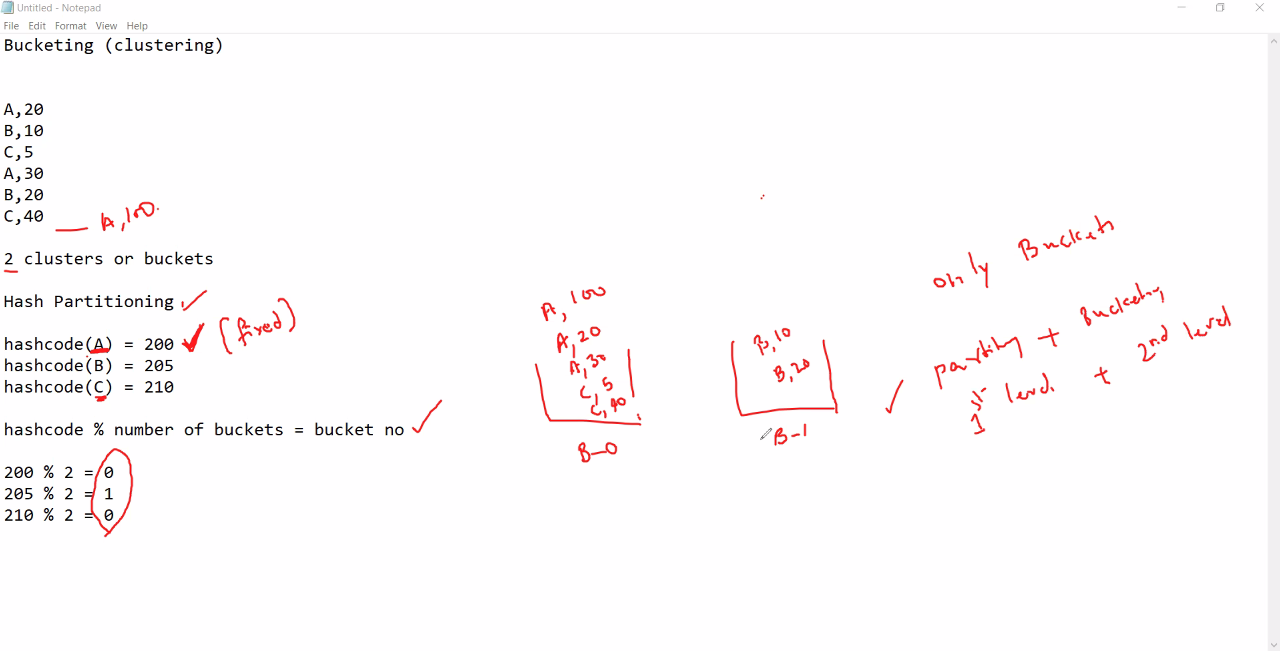 Untitled - Notepad
File Edit Format View Help
Bucketing (clustering)
A,20
B,10
C,5
A,30
B,20
C,40
A,100
2 clusters or buckets
Hash Partitioning
(fixed)
hashcode(A) = 200
hashcode(B) = 205
hashcode(C) = 210
hashcode % number of buckets = bucket no
200 % 2 = 0
205 % 2 = 1
210 % 2 = 0
A,100
A,20
A,30
C,5
C,40
B-0
B,10
B,20
B-1
only Buckets
partiting + Bucketing
1st level + 2nd level